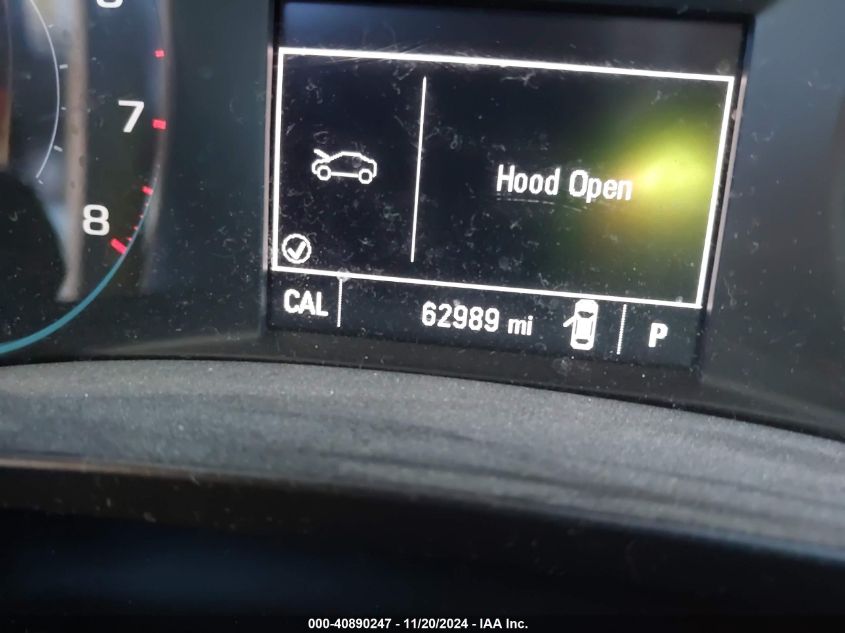 7
8
Hood Open
CAL
62989 mi
P
000-40890247 - 11/20/2024 - IAA Inc.